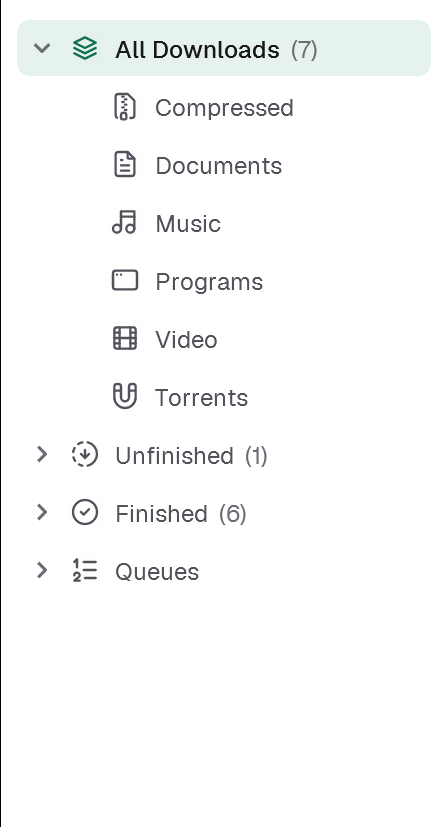 All Downloads (7)
Compressed
Documents
Music
Programs
Video
Torrents
Unfinished (1)
Finished (6)
Queues